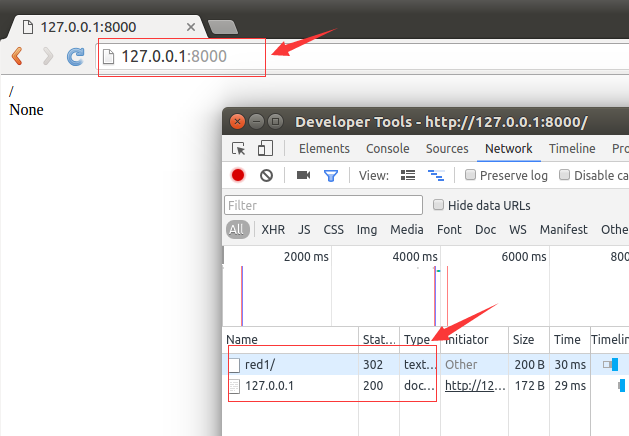 127.0.0.1:8000
127.0.0.1:8000
/
None
Developer Tools - http://127.0.0.1:8000/
Elements Console Sources Network Timeline Pro
View: Preserve log Disable ca
Filter Hide data URLs
All XHR JS CSS Img Media Font Doc WS Manifest Othe
2000 ms 4000 ms 6000 ms 800
Name Stat... Type Initiator Size Time Timeline
red1/ 302 text... Other 200 B 30 ms
127.0.0.1 200 doc... http://12... 172 B 29 ms